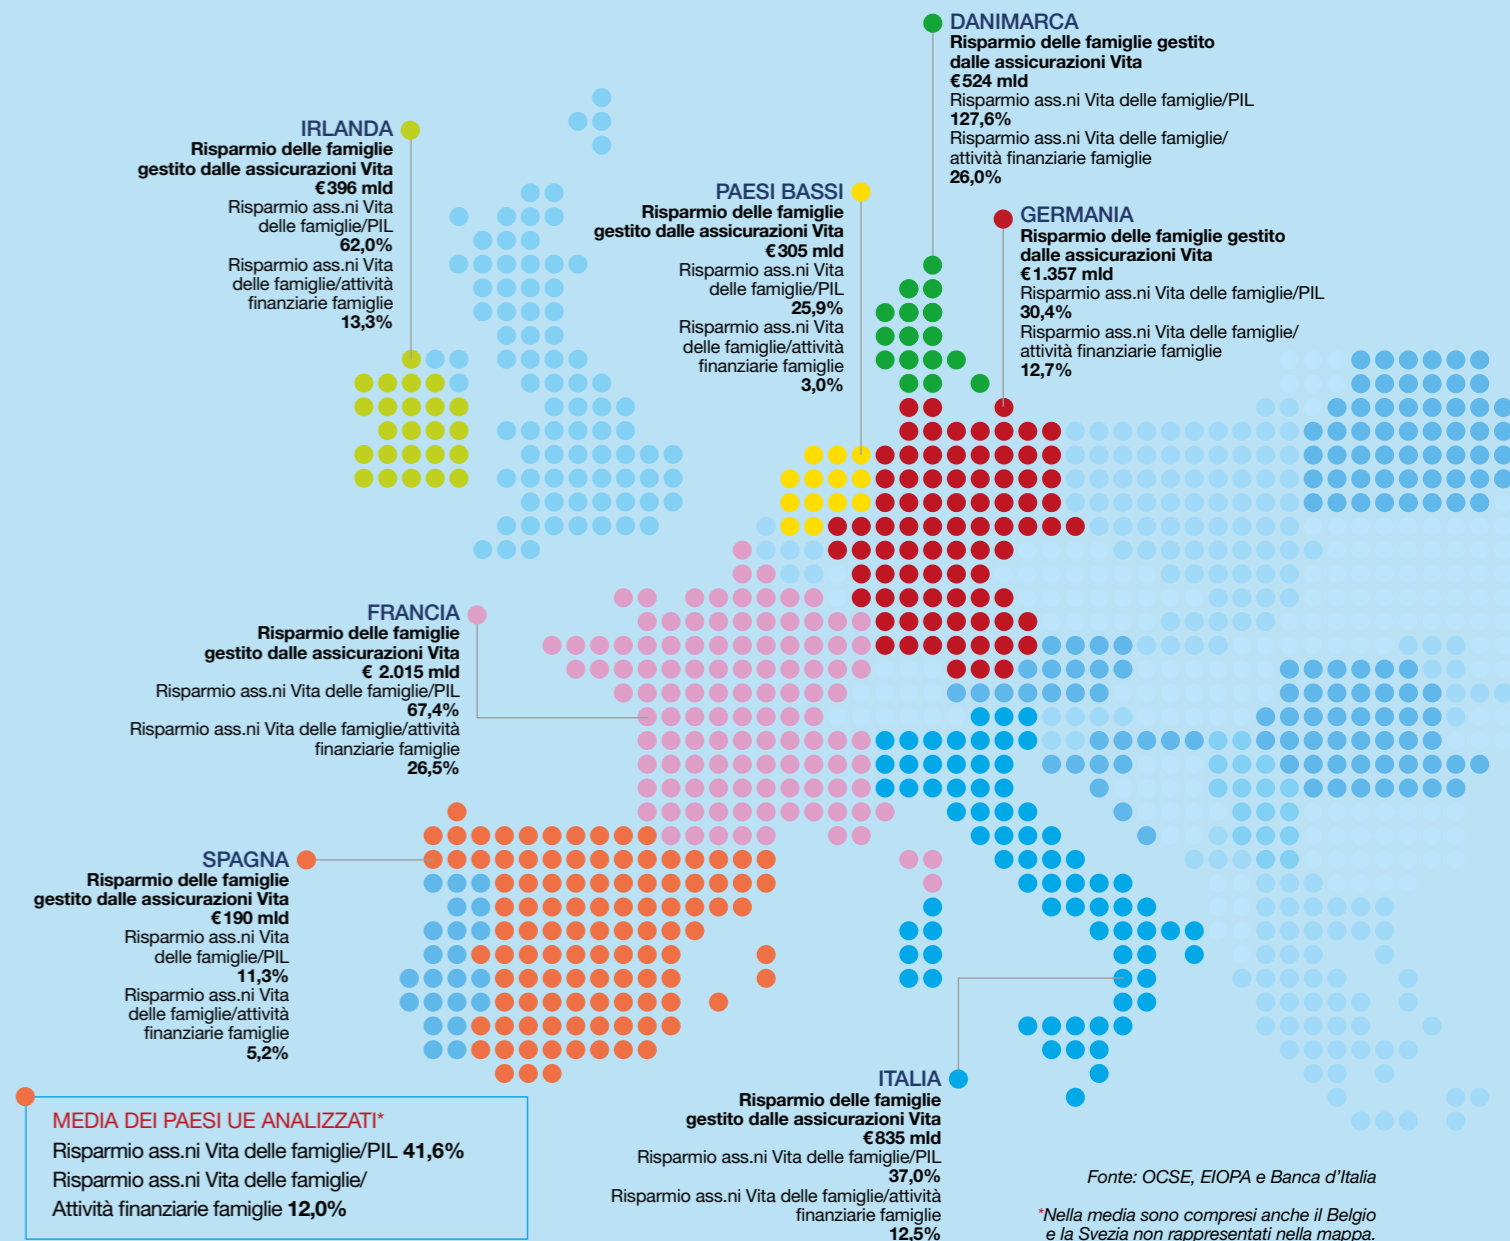 DANIMARCA
Risparmio delle famiglie gestito
dalle assicurazioni Vita
€524 mld
Risparmio ass.ni Vita delle famiglie/PIL
127,6%
Risparmio ass.ni Vita delle famiglie/
attività finanziarie famiglie
26,0%
IRLANDA
Risparmio delle famiglie
gestito dalle assicurazioni Vita
€396 mld
Risparmio ass.ni Vita
delle famiglie/PIL
62,0%
Risparmio ass.ni Vita
delle famiglie/attività
finanziarie famiglie
13,3%
PAESI BASSI
Risparmio delle famiglie
gestito dalle assicurazioni Vita
€305 mld
Risparmio ass.ni Vita
delle famiglie/PIL
25,9%
Risparmio ass.ni Vita
delle famiglie/attività
finanziarie famiglie
3,0%
GERMANIA
Risparmio delle famiglie gestito
dalle assicurazioni Vita
€1.357 mld
Risparmio ass.ni Vita delle famiglie/PIL
30,4%
Risparmio ass.ni Vita delle famiglie/
attività finanziarie famiglie
12,7%
FRANCIA
Risparmio delle famiglie
gestito dalle assicurazioni Vita
€ 2.015 mld
Risparmio ass.ni Vita delle famiglie/PIL
67,4%
Risparmio ass.ni Vita delle famiglie/attività
finanziarie famiglie
26,5%
SPAGNA
Risparmio delle famiglie
gestito dalle assicurazioni Vita
€190 mld
Risparmio ass.ni Vita
delle famiglie/PIL
11,3%
Risparmio ass.ni Vita
delle famiglie/attività
finanziarie famiglie
5,2%
ITALIA
Risparmio delle famiglie
gestito dalle assicurazioni Vita
€835 mld
Risparmio ass.ni Vita delle famiglie/PIL
37,0%
Risparmio ass.ni Vita delle famiglie/attività
finanziarie famiglie
12,5%
MEDIA DEI PAESI UE ANALIZZATI*
Risparmio ass.ni Vita delle famiglie/PIL 41,6%
Risparmio ass.ni Vita delle famiglie/
Attività finanziarie famiglie 12,0%
Fonte: OCSE, EIOPA e Banca d'Italia
*Nella media sono compresi anche il Belgio
e la Svezia non rappresentati nella mappa.